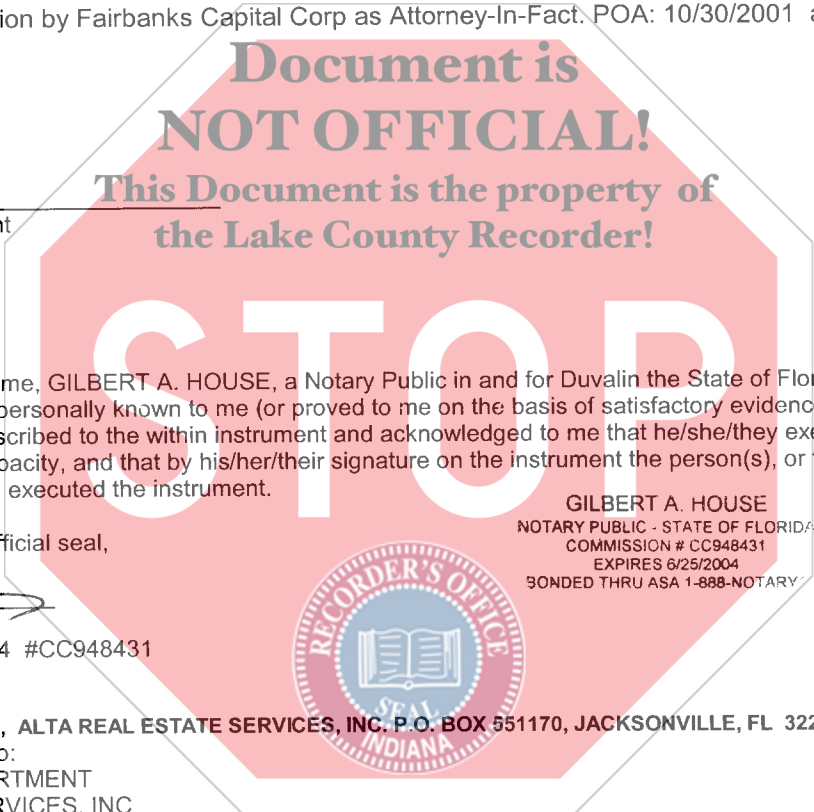 ion by Fairbanks Capital Corp as Attorney-In-Fact. POA: 10/30/2001 a
Document is
NOT OFFICIAL!
This Document is the property of
the Lake County Recorder!
nt
STOP
me, GILBERT A. HOUSE, a Notary Public in and for Duvalin the State of Flor
personally known to me (or proved to me on the basis of satisfactory evidenc
scribed to the within instrument and acknowledged to me that he/she/they exe
pacity, and that by his/her/their signature on the instrument the person(s), or
executed the instrument.
GILBERT A. HOUSE
NOTARY PUBLIC - STATE OF FLORIDA
COMMISSION # CC948431
EXPIRES 6/25/2004
BONDED THRU ASA 1-888-NOTARY
ficial seal,
RECORDER'S OFFICE
SEAL
INDIANA
4 #CC948431
, ALTA REAL ESTATE SERVICES, INC. P.O. BOX 551170, JACKSONVILLE, FL 322
o:
RTMENT
RVICES, INC